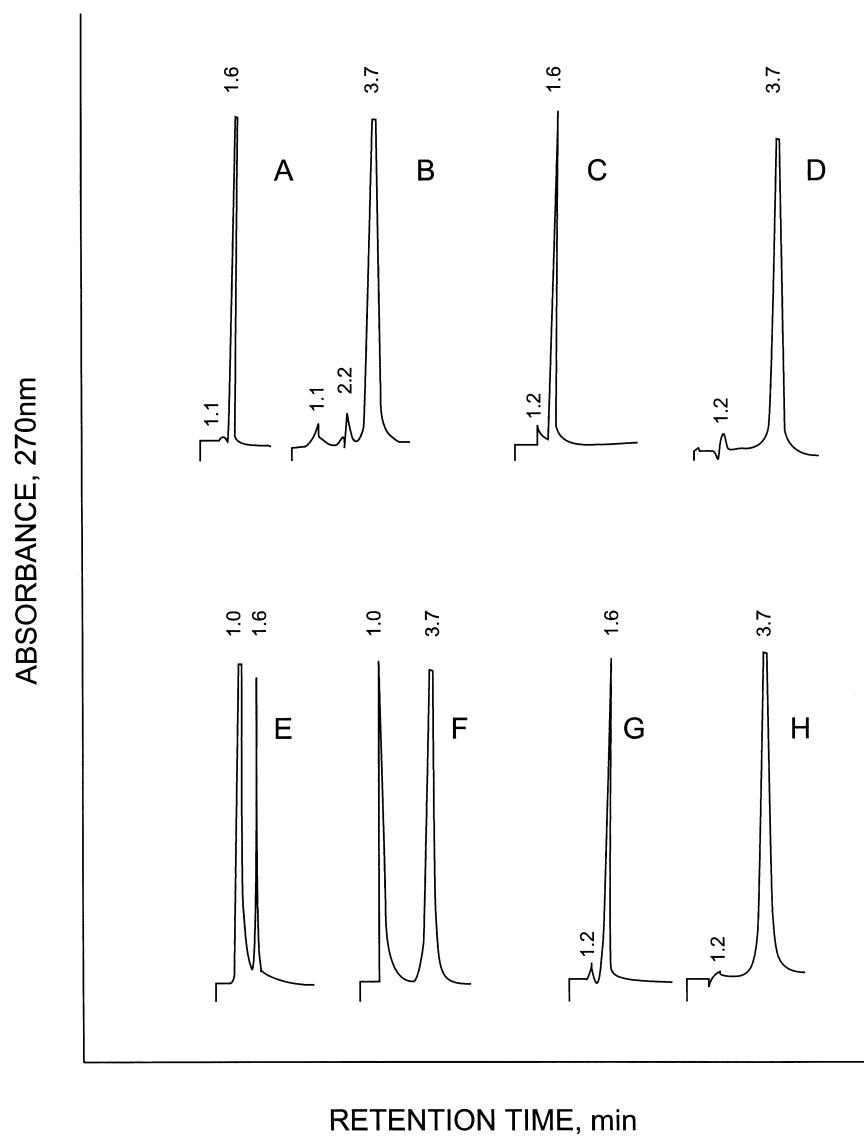 1.6
3.7
1.6
3.7
A
B
C
D
1.1
1.1
2.2
1.2
1.2
ABSORBANCE, 270nm
1.0
1.6
1.0
3.7
1.6
3.7
E
F
G
H
1.2
1.2
RETENTION TIME, min